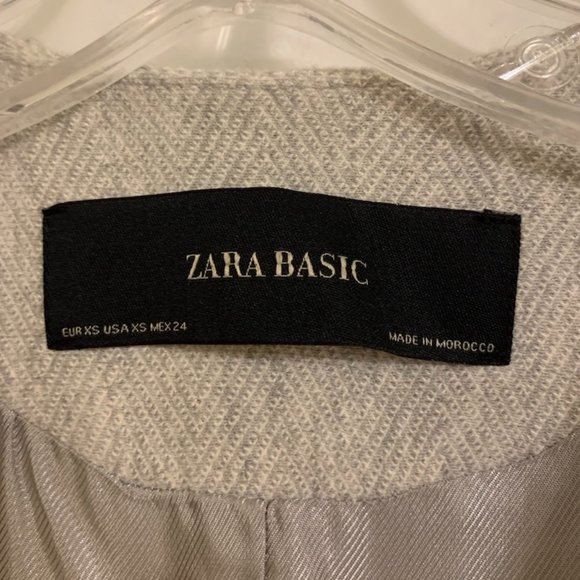 ZARA BASIC
EUR XS USA XS MEX 24
MADE IN MOROCCO